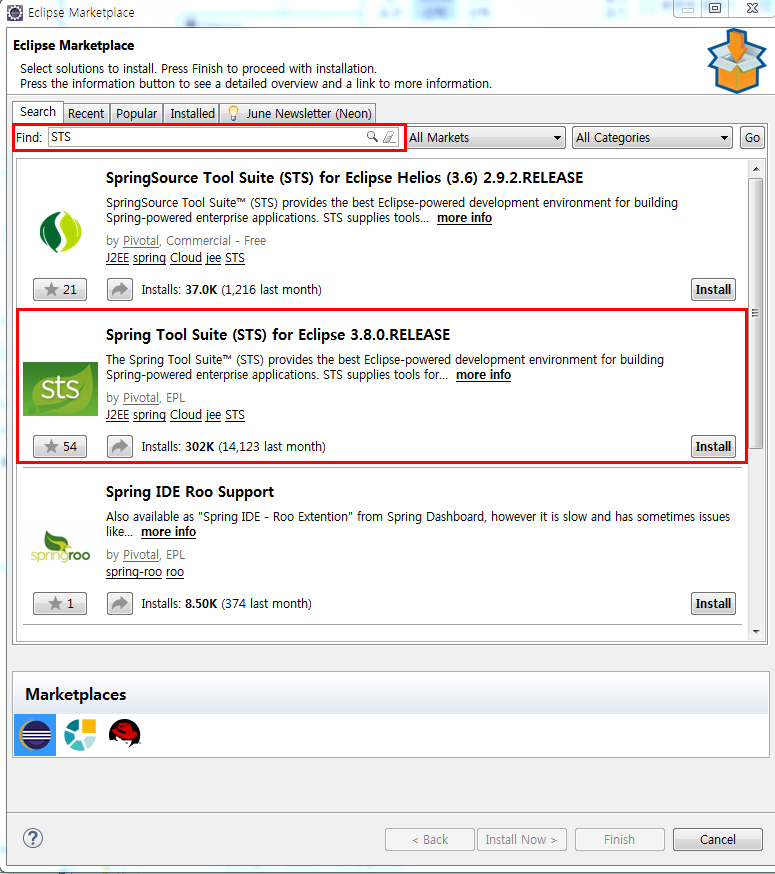 Eclipse Marketplace
Eclipse Marketplace
Select solutions to install. Press Finish to proceed with installation.
Press the information button to see a detailed overview and a link to more information.
Search Recent Popular Installed June Newsletter (Neon)
Find: STS All Markets All Categories Go
SpringSource Tool Suite (STS) for Eclipse Helios (3.6) 2.9.2.RELEASE
SpringSource Tool Suite™ (STS) provides the best Eclipse-powered development environment for building
Spring-powered enterprise applications. STS supplies tools... more info
by Pivotal, Commercial - Free
J2EE spring Cloud jee STS
21 Installs: 37.0K (1,216 last month) Install
Spring Tool Suite (STS) for Eclipse 3.8.0.RELEASE
The Spring Tool Suite™ (STS) provides the best Eclipse-powered development environment for building
Spring-powered enterprise applications. STS supplies tools for... more info
sts
by Pivotal, EPL
J2EE spring Cloud jee STS
54 Installs: 302K (14,123 last month) Install
Spring IDE Roo Support
Also available as "Spring IDE - Roo Extention" from Spring Dashboard, however it is slow and has sometimes issues
like... more info
springroo
by Pivotal, EPL
spring-roo roo
1 Installs: 8.50K (374 last month) Install
Marketplaces
? < Back Install Now > Finish Cancel